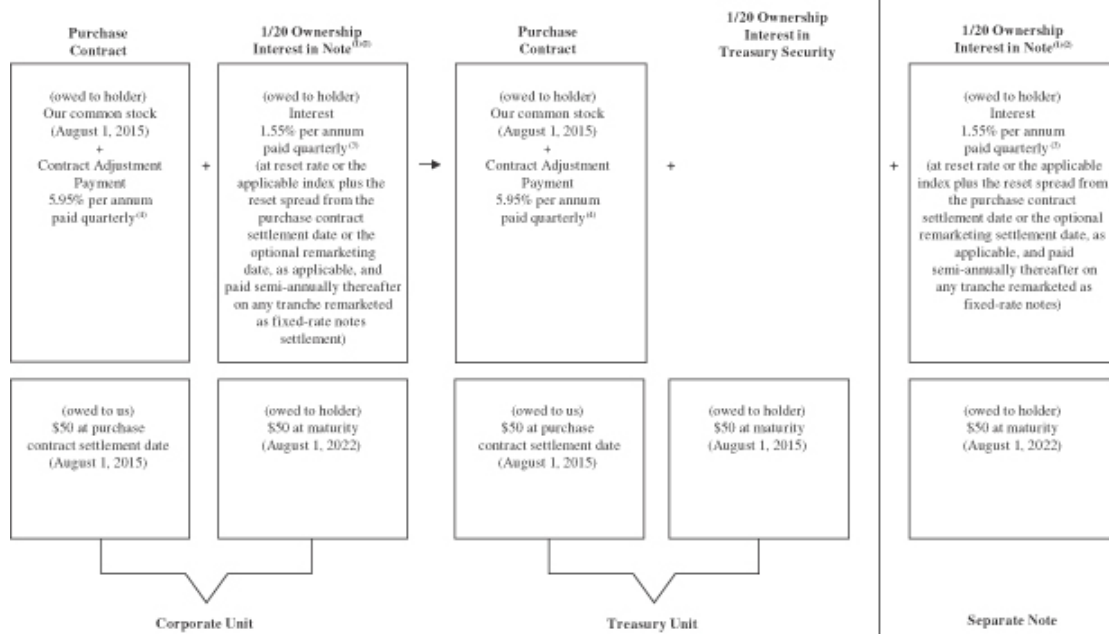 Purchase
Contract
1/20 Ownership
Interest in Note(1)(2)
Purchase
Contract
1/20 Ownership
Interest in
Treasury Security
1/20 Ownership
Interest in Note(1)(2)
(owed to holder)
Our common stock
(August 1, 2015)
+
Contract Adjustment
Payment
5.95% per annum
paid quarterly(4)
+
(owed to holder)
Interest
1.55% per annum
paid quarterly(3)
(at reset rate or the
applicable index plus the
reset spread from the
purchase contract
settlement date or the
optional remarketing
date, as applicable, and
paid semi-annually thereafter
on any tranche remarketed
as fixed-rate notes
settlement)
(owed to holder)
Our common stock
(August 1, 2015)
+
Contract Adjustment
Payment
5.95% per annum
paid quarterly(4)
+
+
(owed to holder)
Interest
1.55% per annum
paid quarterly(3)
(at reset rate or the applicable
index plus the reset spread from
the purchase contract
settlement date or the optional
remarketing settlement date, as
applicable, and paid
semi-annually thereafter on
any tranche remarketed as
fixed-rate notes)
(owed to us)
$50 at purchase
contract settlement date
(August 1, 2015)
(owed to holder)
$50 at maturity
(August 1, 2022)
(owed to us)
$50 at purchase
contract settlement date
(August 1, 2015)
(owed to holder)
$50 at maturity
(August 1, 2015)
(owed to holder)
$50 at maturity
(August 1, 2022)
Corporate Unit
Treasury Unit
Separate Note